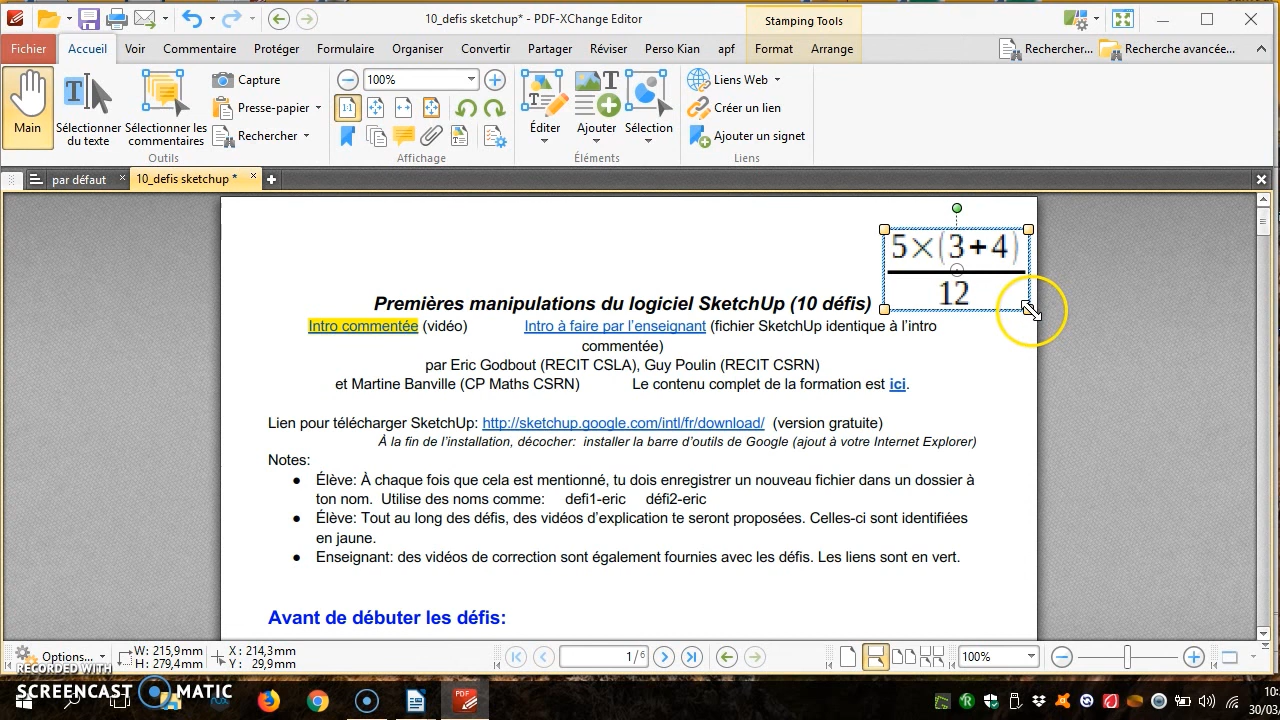 10_defis sketchup* - PDF-XChange Editor
Stamping Tools
Fichier
Accueil
Voir
Commentaire
Protéger
Formulaire
Organiser
Convertir
Partager
Réviser
Perso Kian
apr
Format
Arrange
Rechercher...
Recherche avancée...
Main
Sélectionner du texte
Sélectionner les commentaires
Capture
Presse-papier
Rechercher
Outils
100%
1:1
Affichage
Éditer
Ajouter
Sélection
Éléments
Liens Web
Créer un lien
Ajouter un signet
Liens
par défaut
10_defis sketchup *
5×(3+4)
12
Premières manipulations du logiciel SketchUp (10 défis)
Intro commentée (vidéo) Intro à faire par l'enseignant (fichier SketchUp identique à l'intro
commentée)
par Eric Godbout (RECIT CSLA), Guy Poulin (RECIT CSRN)
et Martine Banville (CP Maths CSRN) Le contenu complet de la formation est ici.
Lien pour télécharger SketchUp: http://sketchup.google.com/intl/fr/download/ (version gratuite)
À la fin de l'installation, décocher: installer la barre d'outils de Google (ajout à votre Internet Explorer)
Notes:
● Élève: À chaque fois que cela est mentionné, tu dois enregistrer un nouveau fichier dans un dossier à
ton nom. Utilise des noms comme: defi1-eric défi2-eric
● Élève: Tout au long des défis, des vidéos d'explication te seront proposées. Celles-ci sont identifiées
en jaune.
● Enseignant: des vidéos de correction sont également fournies avec les défis. Les liens sont en vert.
Avant de débuter les défis:
Options...
W: 215,9mm
H: 279,4mm
X: 214,3mm
Y: 29,9mm
1/6
100%
RECORDED WITH
SCREENCAST MATIC
PDF
10:
30/03